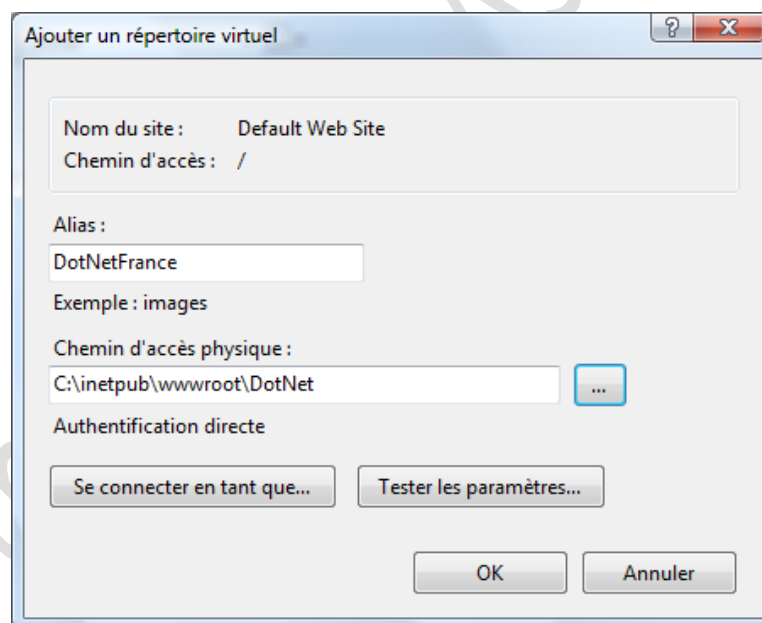 Ajouter un répertoire virtuel
Nom du site : Default Web Site
Chemin d'accès : /
Alias :
DotNetFrance
Exemple : images
Chemin d'accès physique :
C:\inetpub\wwwroot\DotNet
...
Authentification directe
Se connecter en tant que... Tester les paramètres...
OK Annuler